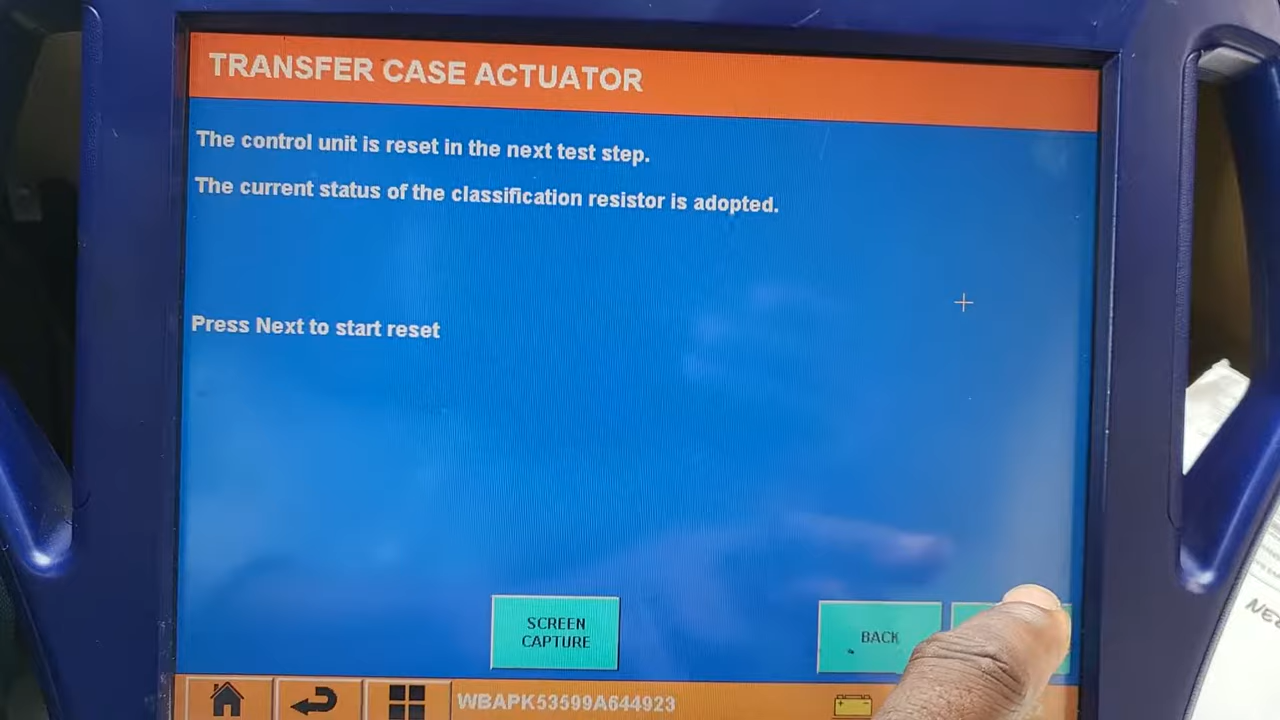 TRANSFER CASE ACTUATOR
The control unit is reset in the next test step.
The current status of the classification resistor is adopted.
Press Next to start reset
SCREEN
CAPTURE
BACK
WBAPK53599A644923